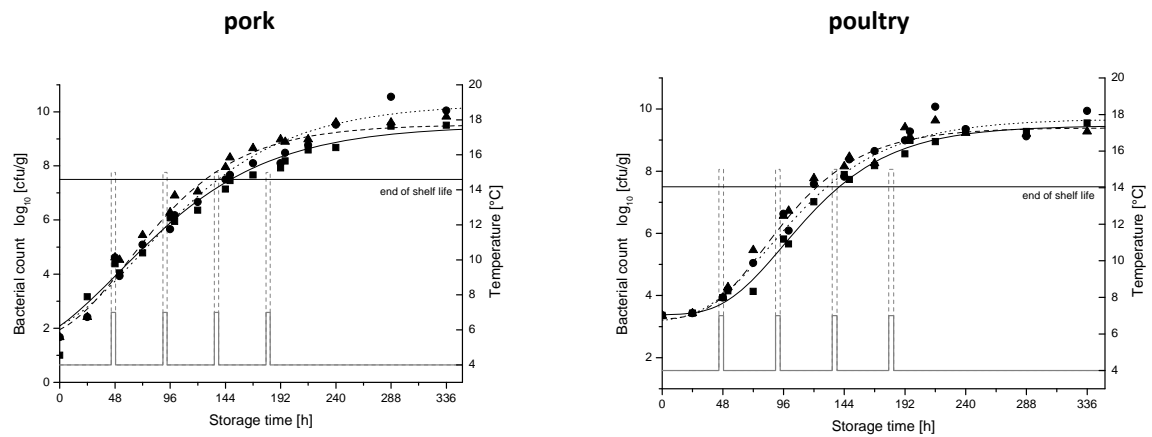 pork
poultry
10
8
6
4
2
0
Bacterial count log10 [cfu/g]
20
18
16
14
12
10
8
6
4
Temperature [°C]
end of shelf life
0 48 96 144 192 240 288 336
Storage time [h]
10
8
6
4
2
Bacterial count log10 [cfu/g]
20
18
16
14
12
10
8
6
4
Temperature [°C]
end of shelf life
0 48 96 144 192 240 288 336
Storage time [h]